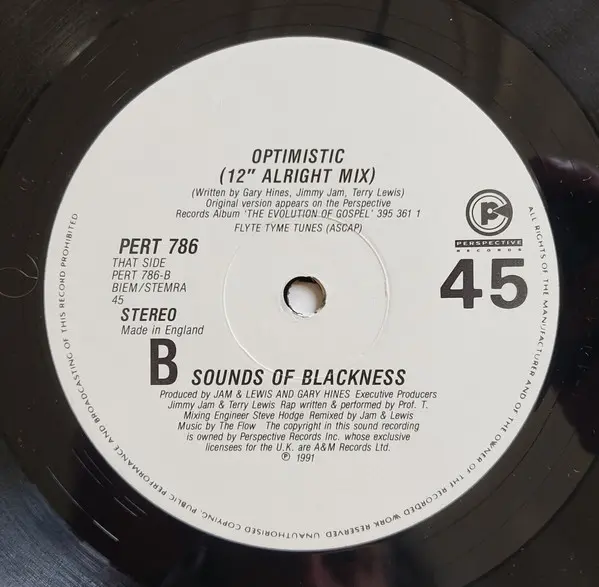 OPTIMISTIC
(12" ALRIGHT MIX)
(Written by Gary Hines, Jimmy Jam, Terry Lewis)
Original version appears on the Perspective
Records Album 'THE EVOLUTION OF GOSPEL' 395 361 1
FLYTE TYME TUNES (ASCAP)
PERT 786
THAT SIDE
PERT 786-B
BIEM/STEMRA
45
STEREO
Made in England
P
PERSPECTIVE
RECORDS
45
B SOUNDS OF BLACKNESS
Produced by JAM & LEWIS AND GARY HINES Executive Producers
Jimmy Jam & Terry Lewis Rap written & performed by Prof. T.
Mixing Engineer Steve Hodge Remixed by Jam & Lewis
Music by The Flow The copyright in this sound recording
is owned by Perspective Records Inc. whose exclusive
licensees for the U.K. are A&M Records Ltd.
℗ 1991
ALL RIGHTS OF THE MANUFACTURER AND OF THE OWNER OF THE RECORDED WORK RESERVED UNAUTHORISED COPYING, PUBLIC PERFORMANCE AND BROADCASTING OF THIS RECORD PROHIBITED